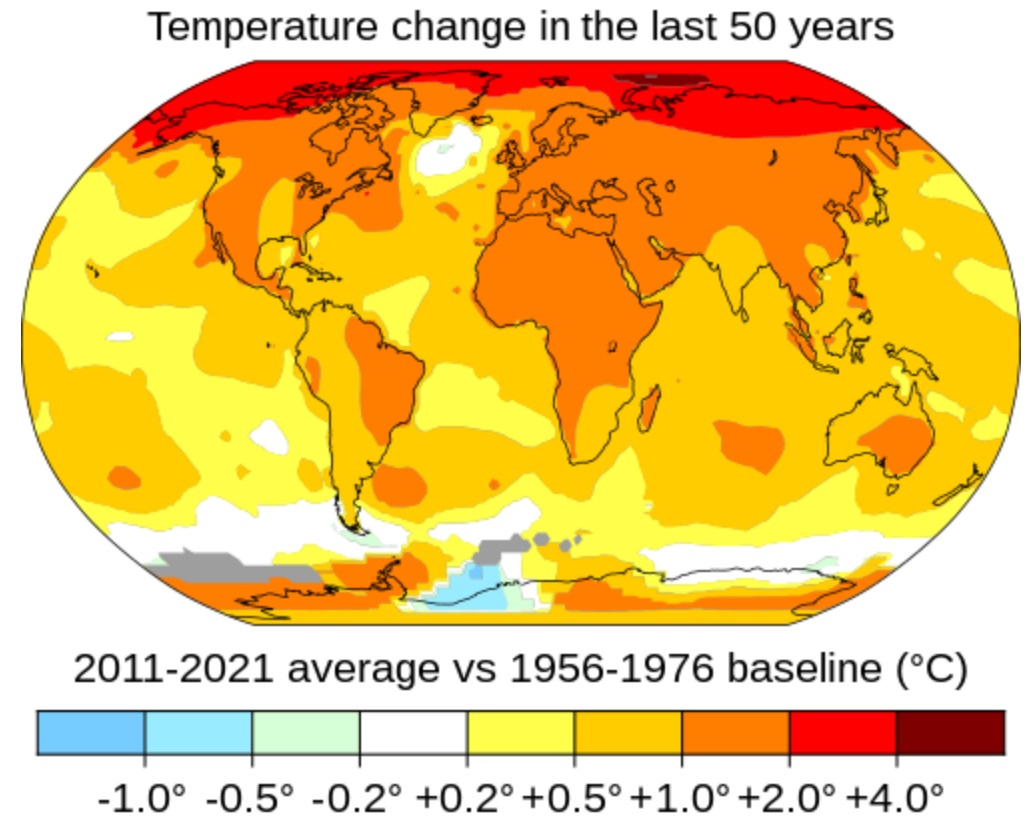 Temperature change in the last 50 years
2011-2021 average vs 1956-1976 baseline (°C)
-1.0° -0.5° -0.2° +0.2° +0.5° +1.0° +2.0° +4.0°